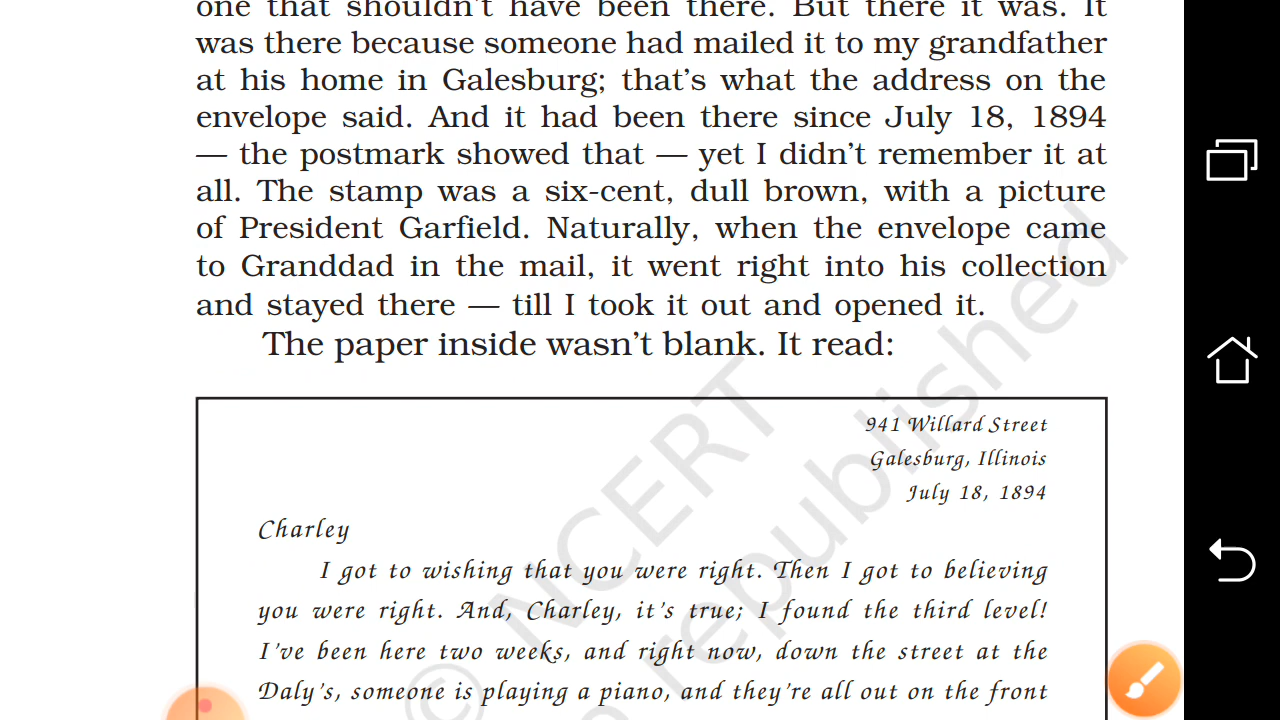 one that shouldn't have been there. But there it was. It
was there because someone had mailed it to my grandfather
at his home in Galesburg; that's what the address on the
envelope said. And it had been there since July 18, 1894
— the postmark showed that — yet I didn't remember it at
all. The stamp was a six-cent, dull brown, with a picture
of President Garfield. Naturally, when the envelope came
to Granddad in the mail, it went right into his collection
and stayed there — till I took it out and opened it.
The paper inside wasn't blank. It read:
941 Willard Street
Galesburg, Illinois
July 18, 1894
Charley
I got to wishing that you were right. Then I got to believing
you were right. And, Charley, it's true; I found the third level!
I've been here two weeks, and right now, down the street at the
Daly's, someone is playing a piano, and they're all out on the front
© NCERT
republished